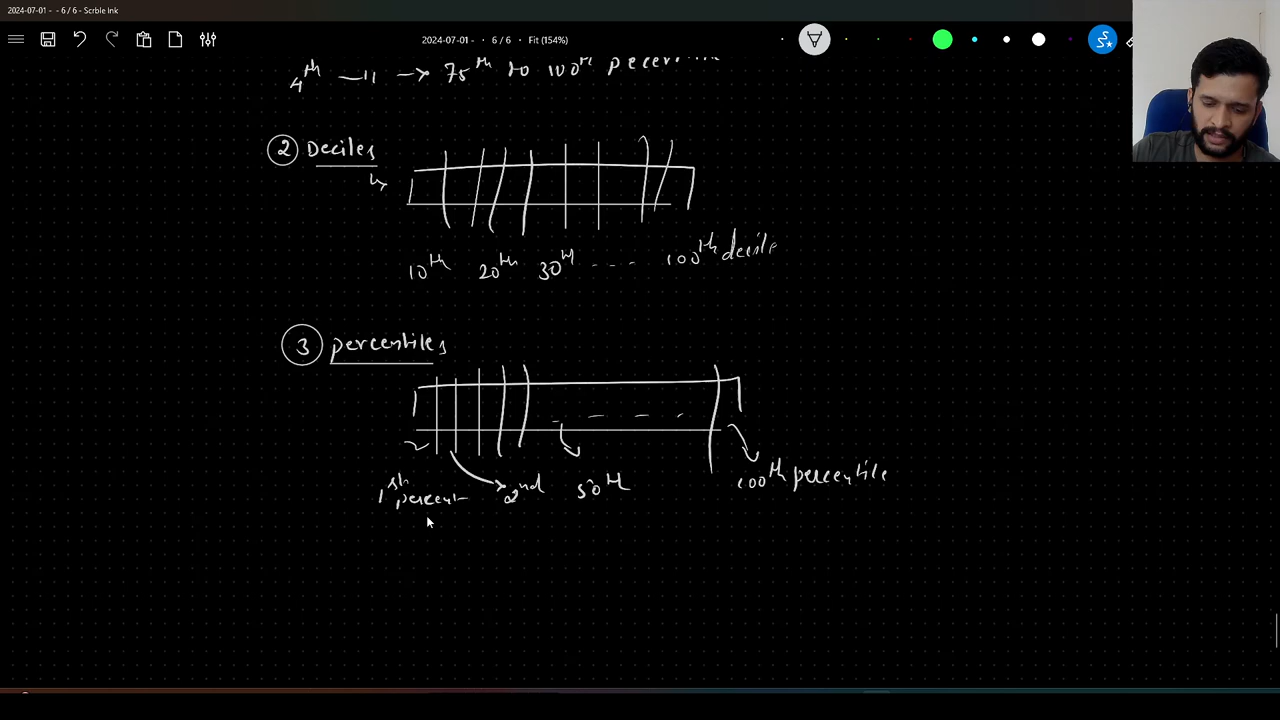 2024-07-01 - - 6 / 6 - Scrble Ink
2024-07-01 - • 6 / 6 • Fit (154%)
4th —11 → 75th to 100th percentile
2 Deciles
10th 20th 30th ---- 100th decile
3 percentiles
1st percent 2nd 50th 100th percentile